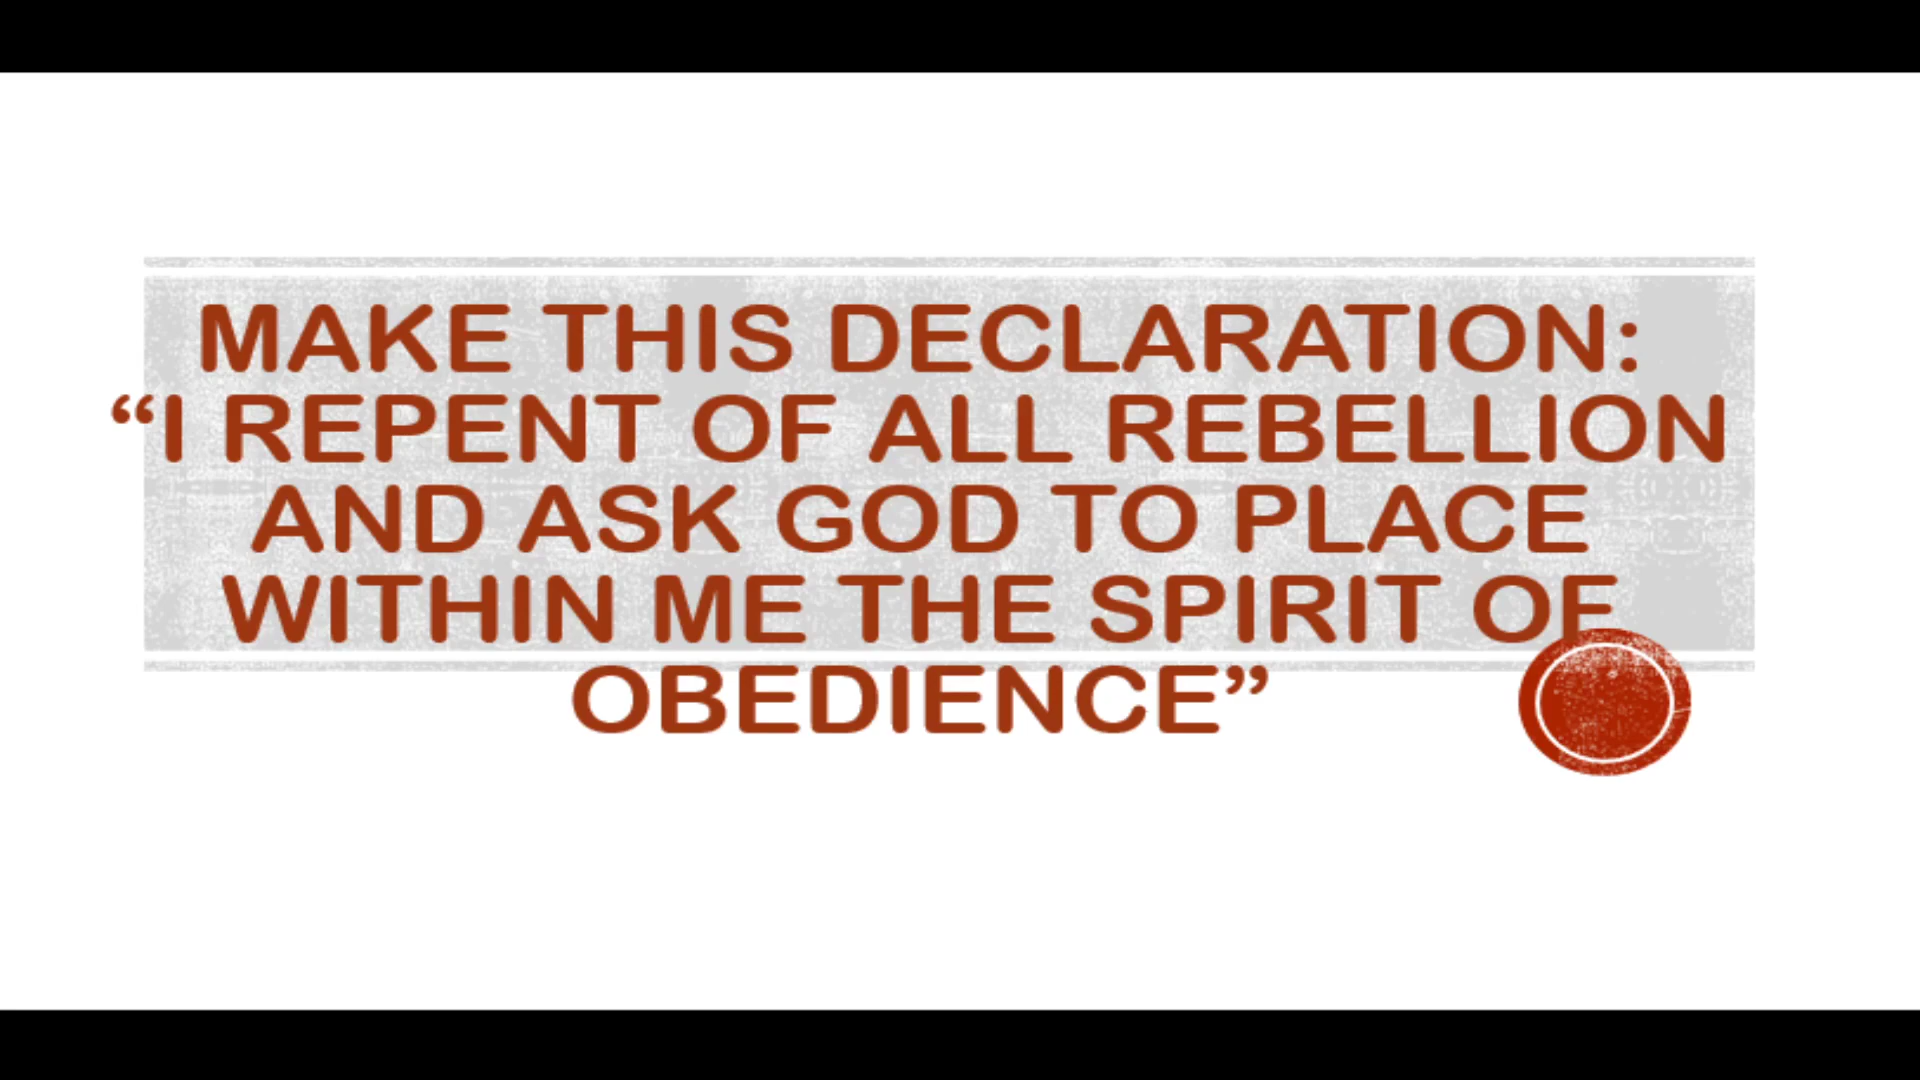 MAKE THIS DECLARATION:
“I REPENT OF ALL REBELLION
AND ASK GOD TO PLACE
WITHIN ME THE SPIRIT OF
OBEDIENCE”